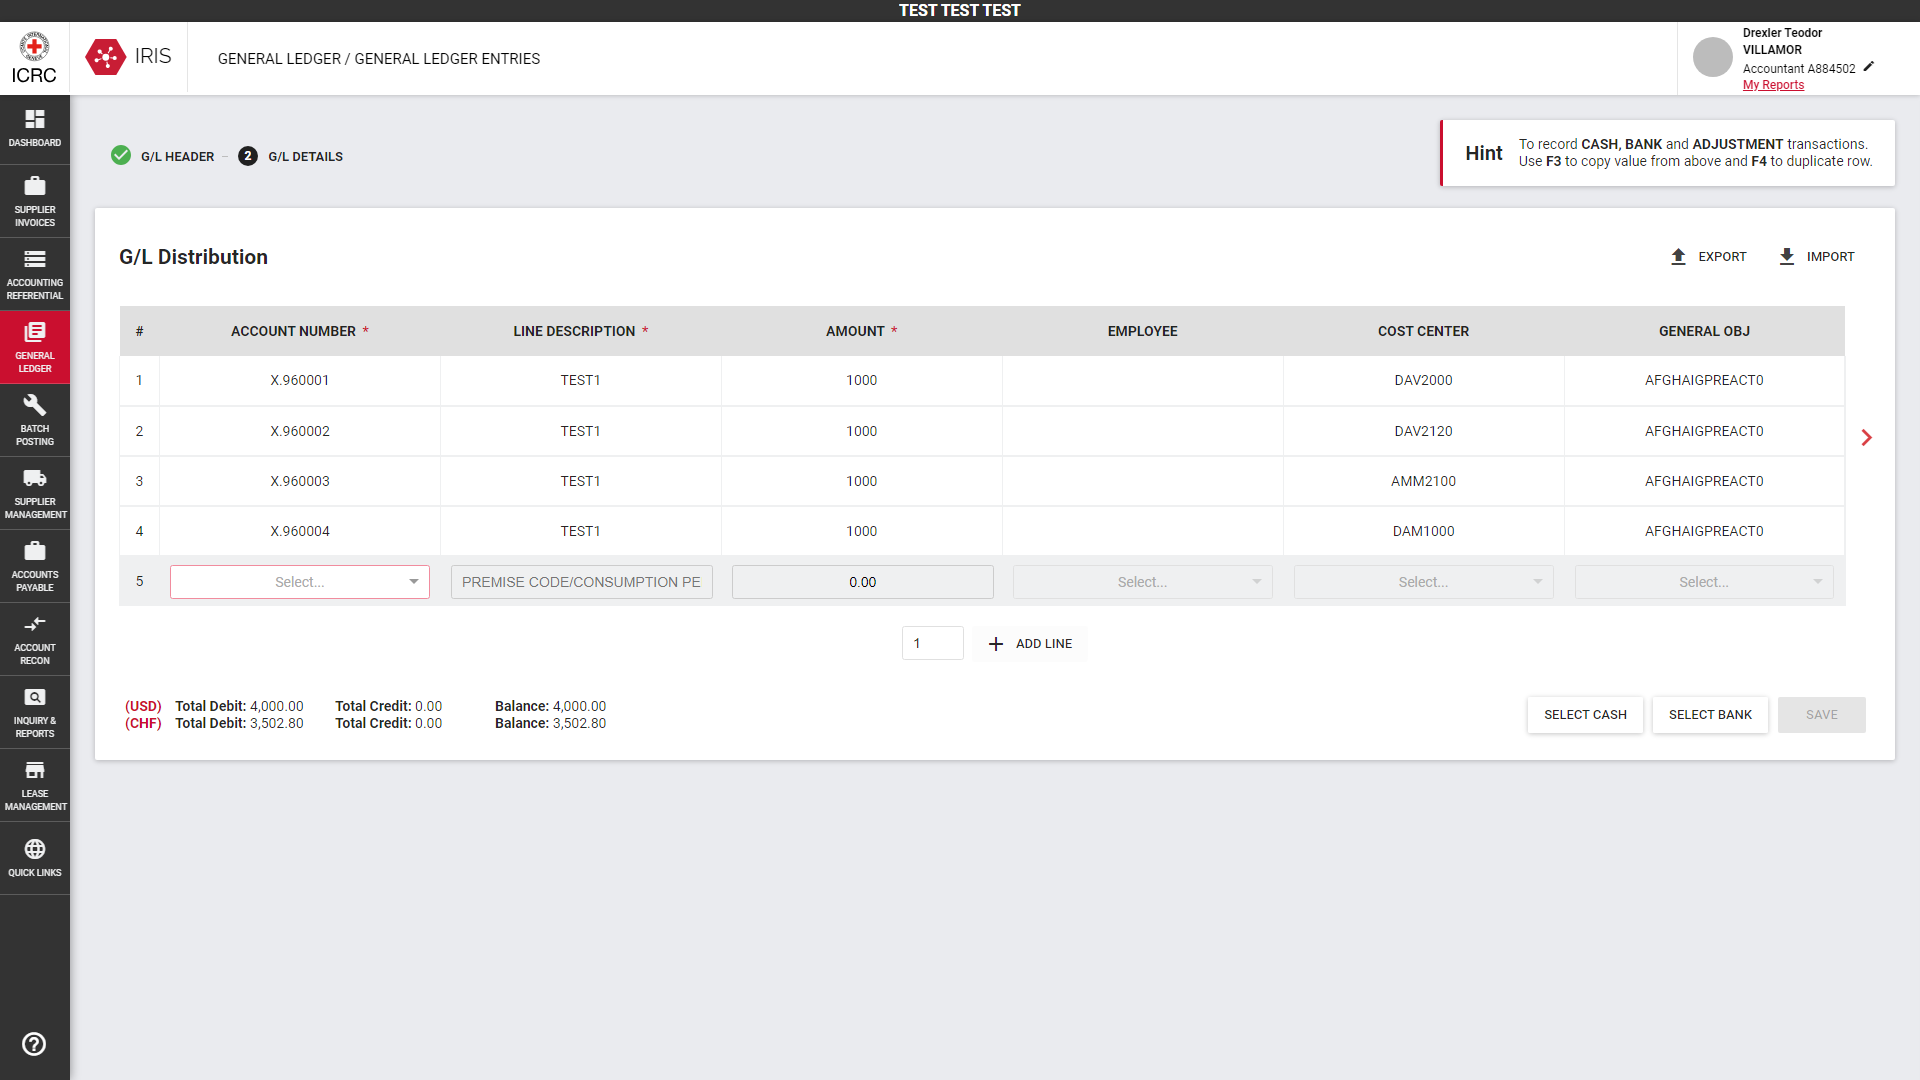 TEST TEST TEST
ICRC
IRIS
GENERAL LEDGER / GENERAL LEDGER ENTRIES
Drexler Teodor
VILLAMOR
Accountant A884502
My Reports
DASHBOARD
SUPPLIER
INVOICES
ACCOUNTING
REFERENTIAL
GENERAL
LEDGER
BATCH
POSTING
SUPPLIER
MANAGEMENT
ACCOUNTS
PAYABLE
ACCOUNT
RECON
INQUIRY &
REPORTS
LEASE
MANAGEMENT
QUICK LINKS
G/L HEADER – 2 G/L DETAILS
Hint
To record CASH, BANK and ADJUSTMENT transactions.
Use F3 to copy value from above and F4 to duplicate row.
G/L Distribution
EXPORT IMPORT
# ACCOUNT NUMBER * LINE DESCRIPTION * AMOUNT * EMPLOYEE COST CENTER GENERAL OBJ
1 X.960001 TEST1 1000 DAV2000 AFGHAIGPREACT0
2 X.960002 TEST1 1000 DAV2120 AFGHAIGPREACT0
3 X.960003 TEST1 1000 AMM2100 AFGHAIGPREACT0
4 X.960004 TEST1 1000 DAM1000 AFGHAIGPREACT0
5 Select... PREMISE CODE/CONSUMPTION PE 0.00 Select... Select... Select...
1 ADD LINE
(USD) Total Debit: 4,000.00 Total Credit: 0.00 Balance: 4,000.00
(CHF) Total Debit: 3,502.80 Total Credit: 0.00 Balance: 3,502.80
SELECT CASH SELECT BANK SAVE